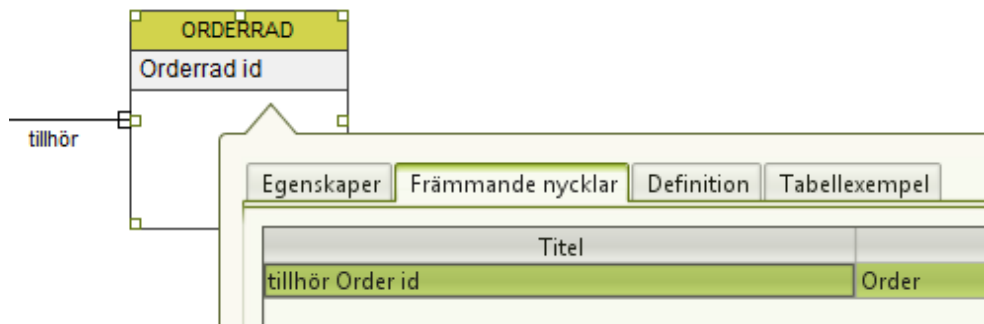 ORDERRAD
Orderrad id
tillhör
Egenskaper Främmande nycklar Definition Tabellexempel
Titel
tillhör Order id Order